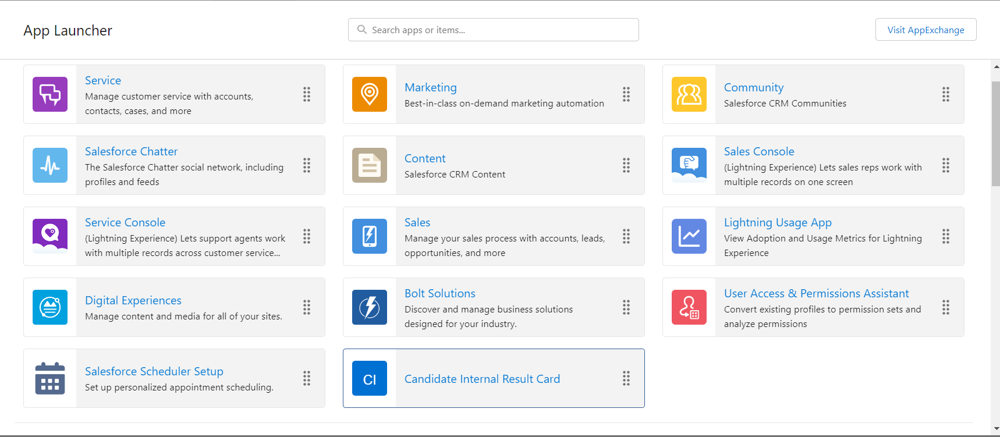 App Launcher
Search apps or items...
Visit AppExchange
Service
Manage customer service with accounts,
contacts, cases, and more
Marketing
Best-in-class on-demand marketing automation
Community
Salesforce CRM Communities
Salesforce Chatter
The Salesforce Chatter social network, including
profiles and feeds
Content
Salesforce CRM Content
Sales Console
(Lightning Experience) Lets sales reps work with
multiple records on one screen
Service Console
(Lightning Experience) Lets support agents work
with multiple records across customer service...
Sales
Manage your sales process with accounts, leads,
opportunities, and more
Lightning Usage App
View Adoption and Usage Metrics for Lightning
Experience
Digital Experiences
Manage content and media for all of your sites.
Bolt Solutions
Discover and manage business solutions
designed for your industry.
User Access & Permissions Assistant
Convert existing profiles to permission sets and
analyze permissions
Salesforce Scheduler Setup
Set up personalized appointment scheduling.
CI
Candidate Internal Result Card